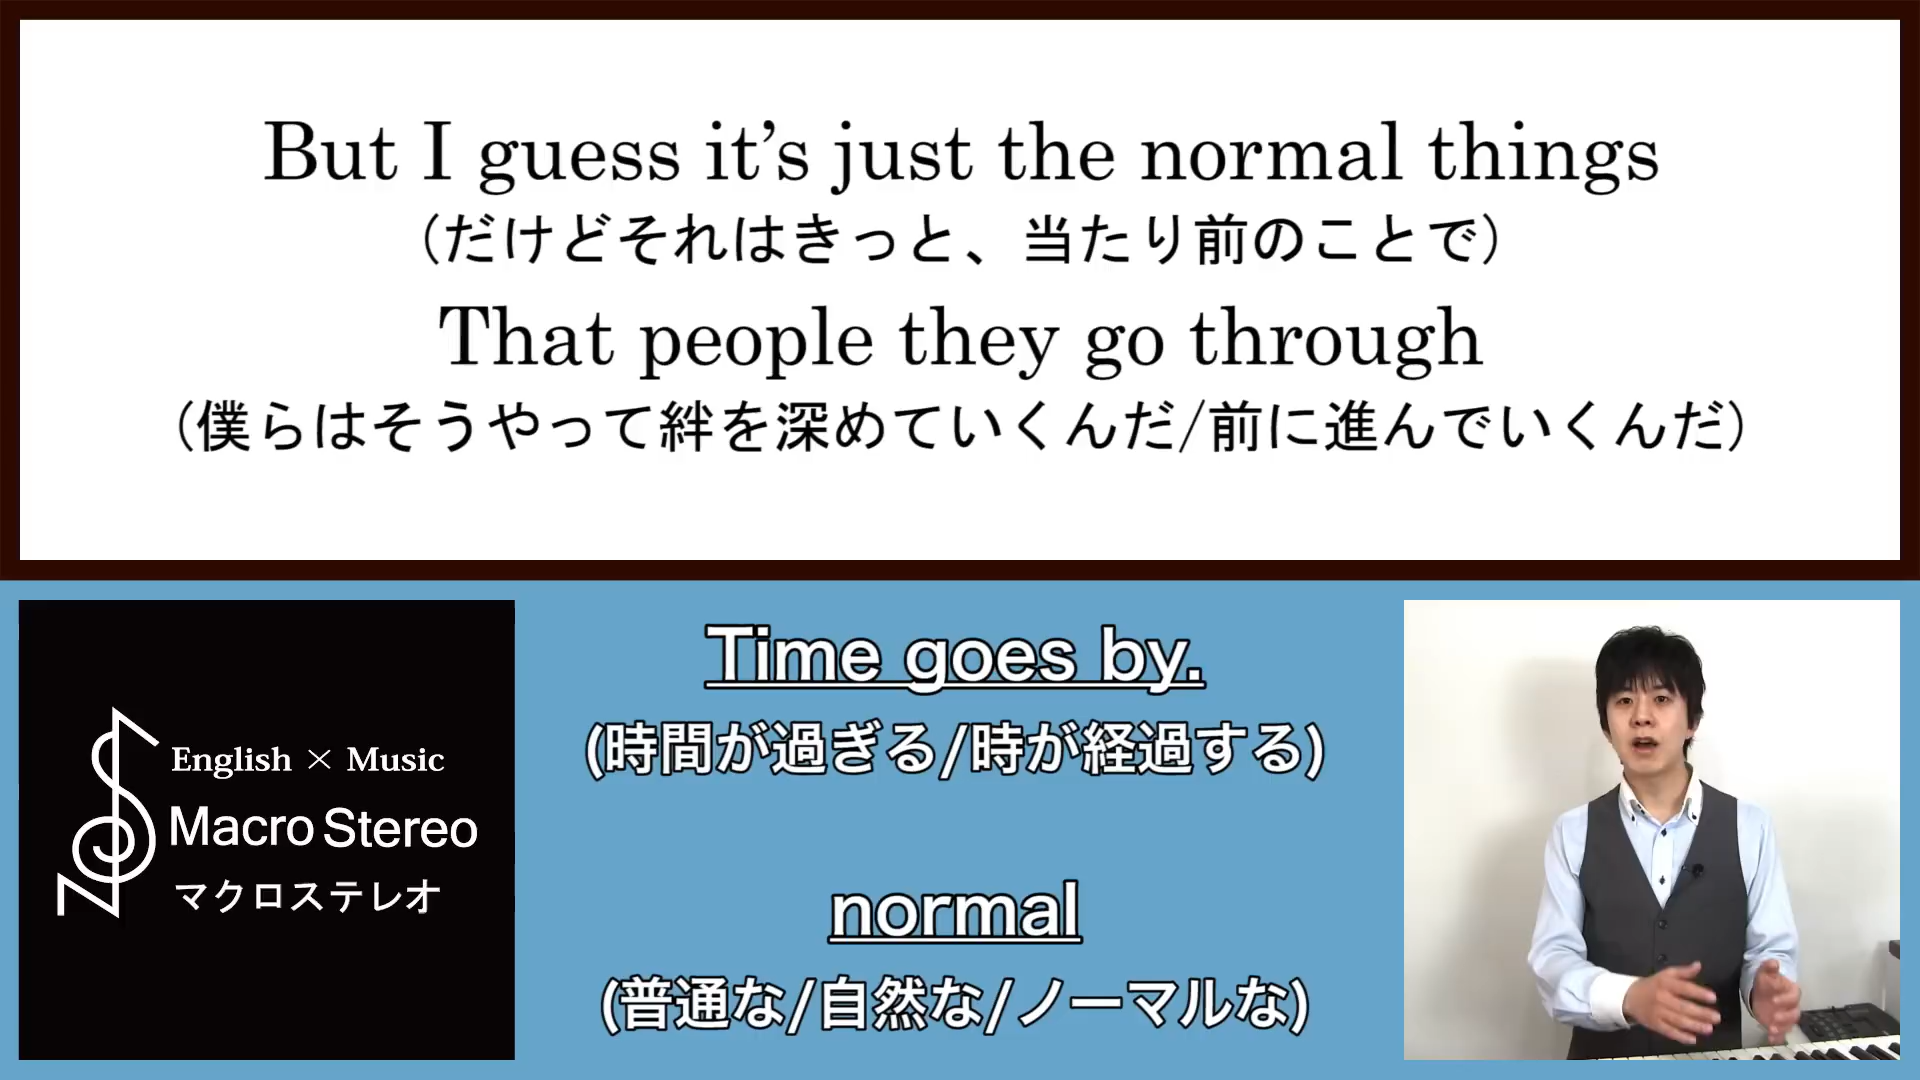 But I guess it’s just the normal things
（だけどそれはきっと、当たり前のことで）
That people they go through
（僕らはそうやって絆を深めていくんだ/前に進んでいくんだ）
English × Music
Macro Stereo
マクロステレオ
Time goes by.
(時間が過ぎる/時が経過する)
normal
(普通な/自然な/ノーマルな)